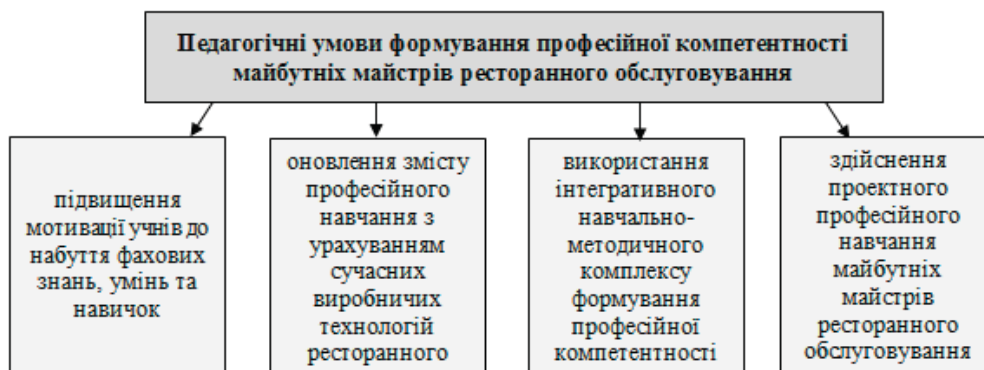 Педагогічні умови формування професійної компетентності
майбутніх майстрів ресторанного обслуговування
підвищення
мотивації учнів до
набуття фахових
знань, умінь та
навичок
оновлення змісту
професійного
навчання з
урахуванням
сучасних
виробничих
технологій
ресторанного
використання
інтегративного
навчально-
методичного
комплексу
формування
професійної
компетентності
здійснення
проектного
професійного
навчання
майбутніх
майстрів
ресторанного
обслуговування